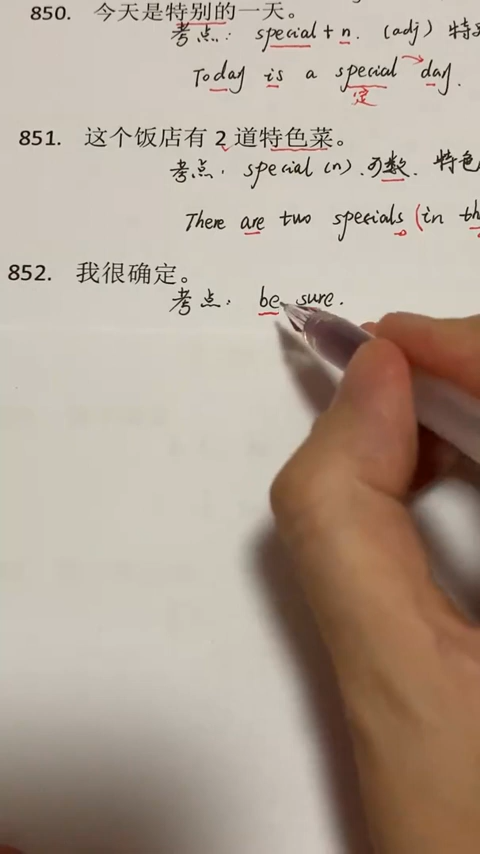 850. 今天是特别的一天。
考点: special + n. (adj) 特
Today is a special day.
定
851. 这个饭店有 2 道特色菜。
考点: special (n). 可数. 特色
There are two specials (in th
852. 我很确定。
考点: be sure.